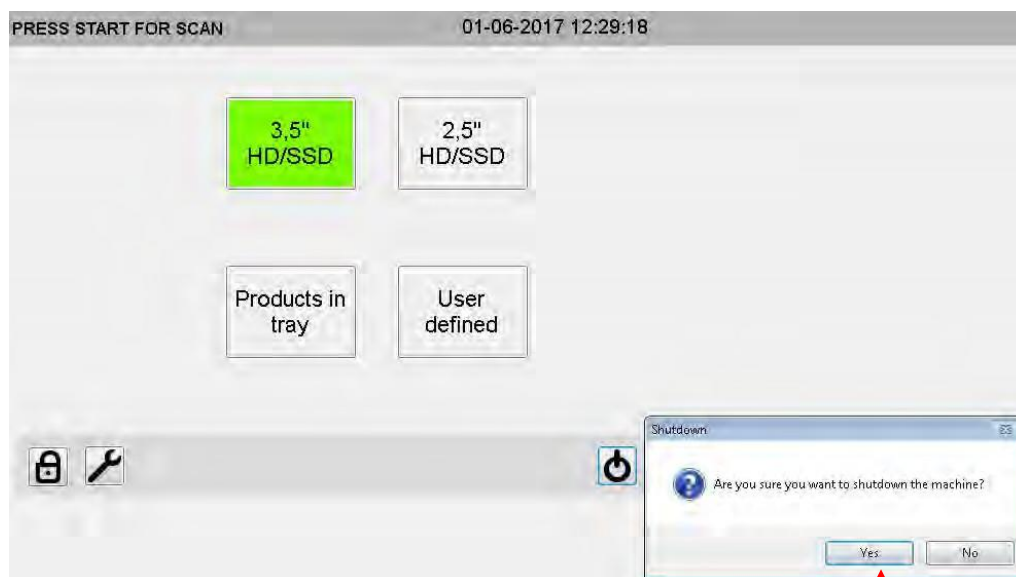 PRESS START FOR SCAN 01-06-2017 12:29:18
3,5" 2,5"
HD/SSD HD/SSD
Products in User
tray defined
Shutdown
Are you sure you want to shutdown the machine?
Yes No